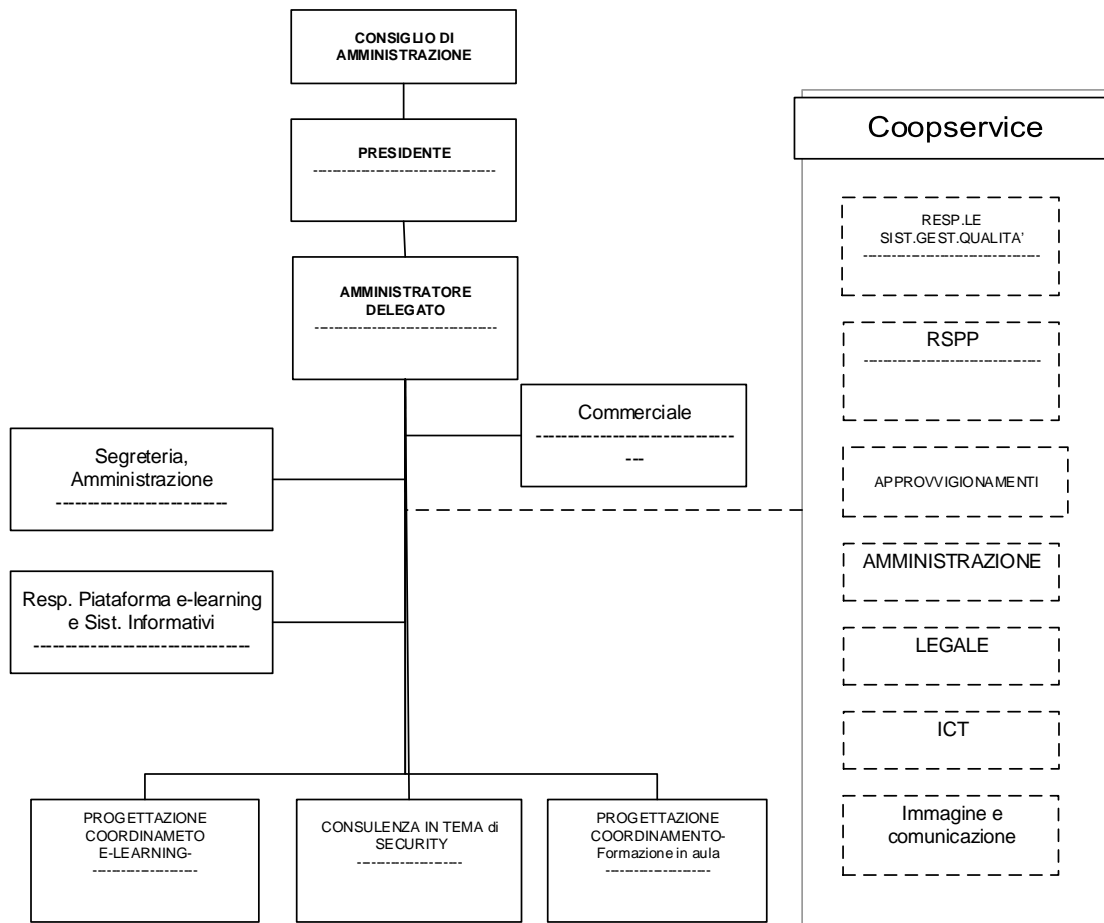 CONSIGLIO DI
AMMINISTRAZIONE
PRESIDENTE
AMMINISTRATORE
DELEGATO
Commerciale
Segreteria,
Amministrazione
Resp. Piataforma e-learning
e Sist. Informativi
PROGETTAZIONE
COORDINAMETO
E-LEARNING-
CONSULENZA IN TEMA di
SECURITY
PROGETTAZIONE
COORDINAMENTO-
Formazione in aula
Coopservice
RESP.LE
SIST.GEST.QUALITA'
RSPP
APPROVVIGIONAMENTI
AMMINISTRAZIONE
LEGALE
ICT
Immagine e
comunicazione